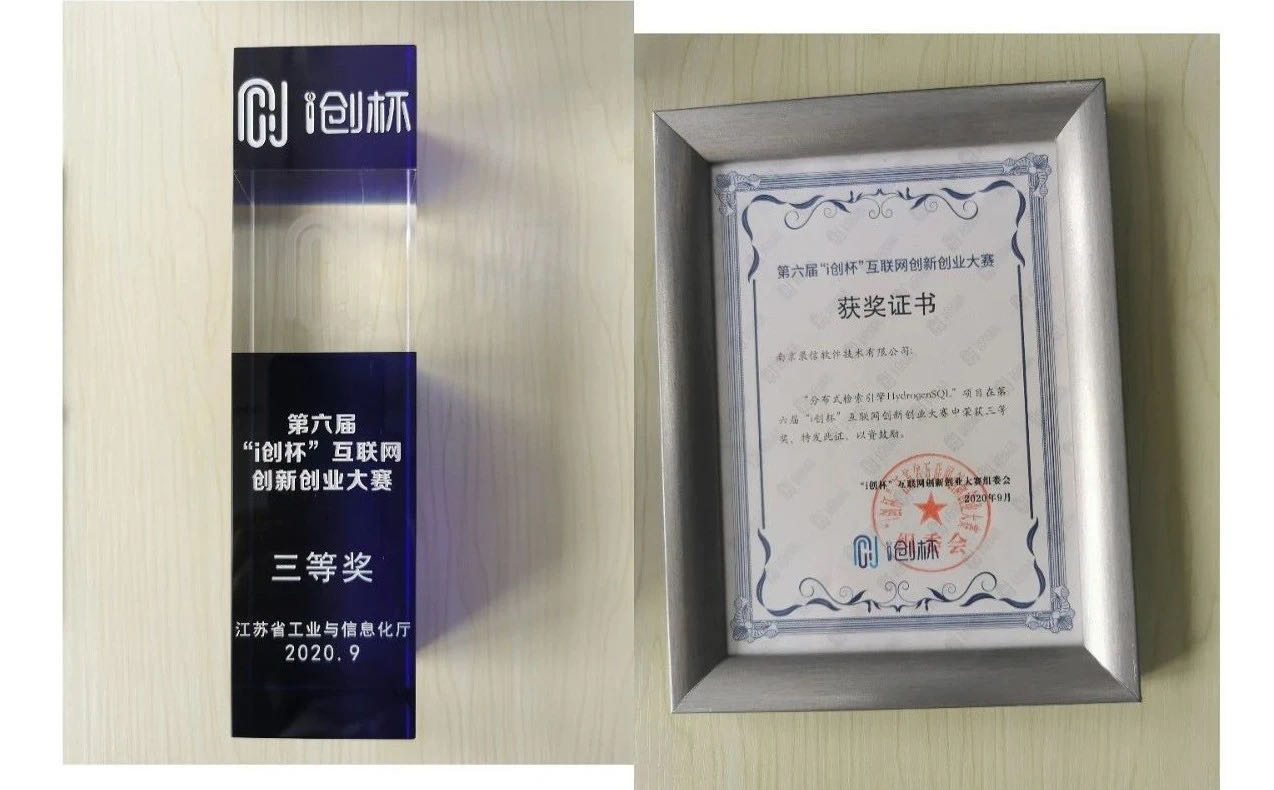 i创杯
第六届
“i创杯”互联网
创新创业大赛
三等奖
江苏省工业与信息化厅
2020.9
第六届“i创杯”互联网创新创业大赛
获奖证书
南京录信软件技术有限公司:
“分布式检索引擎HydrogenSQL”项目在第
六届“i创杯”互联网创新创业大赛中荣获三等
奖，特发此证，以资鼓励。
“i创杯”互联网创新创业大赛组委会
2020年9月
组委会
i创杯